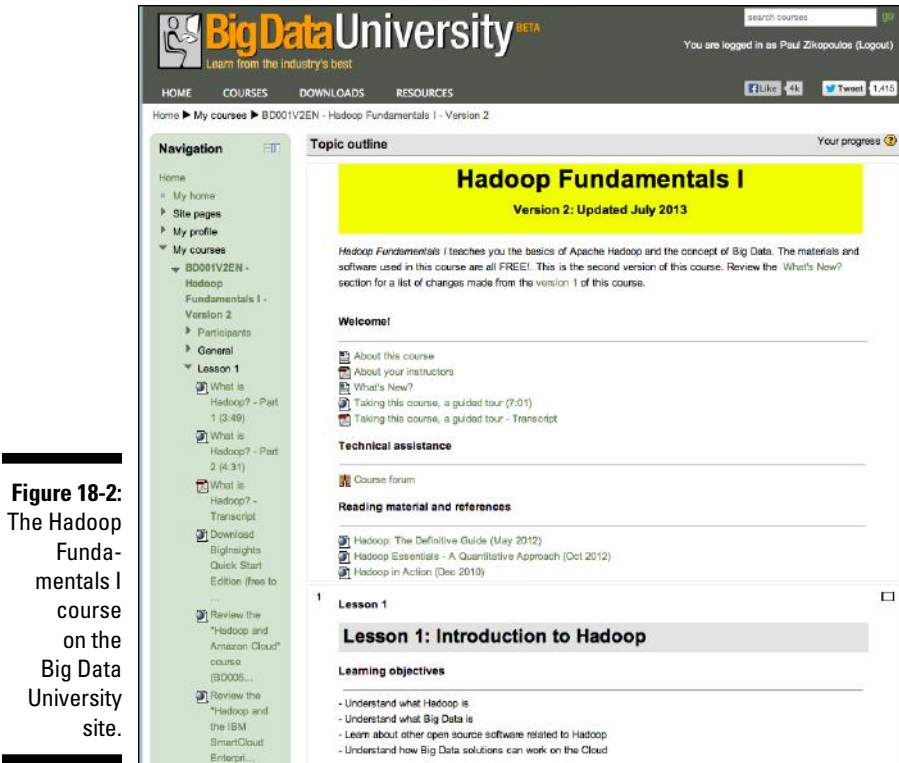 BigData University BETA
Learn from the industry's best
search courses
go
You are logged in as Paul Zikopoulos (Logout)
HOME COURSES DOWNLOADS RESOURCES
Like 4k Tweet 1,415
Home ▶ My courses ▶ BD001V2EN - Hadoop Fundamentals I - Version 2
Navigation
Home
My home
Site pages
My profile
My courses
BD001V2EN -
Hadoop
Fundamentals I -
Version 2
Participants
General
Lesson 1
What is
Hadoop? - Part
1 (3:49)
What is
Hadoop? - Part
2 (4:31)
What is
Hadoop? -
Transcript
Download
BigInsights
Quick Start
Edition (free to
...
Review the
"Hadoop and
Amazon Cloud"
course
(BD005...
Review the
"Hadoop and
the IBM
SmartCloud
Enterpri...
Topic outline
Your progress
Hadoop Fundamentals I
Version 2: Updated July 2013
Hadoop Fundamentals I teaches you the basics of Apache Hadoop and the concept of Big Data. The materials and
software used in this course are all FREE!. This is the second version of this course. Review the What's New?
section for a list of changes made from the version 1 of this course.
Welcome!
About this course
About your instructors
What's New?
Taking this course, a guided tour (7:01)
Taking this course, a guided tour - Transcript
Technical assistance
Course forum
Reading material and references
Hadoop: The Definitive Guide (May 2012)
Hadoop Essentials - A Quantitative Approach (Oct 2012)
Hadoop in Action (Dec 2010)
1
Lesson 1
Lesson 1: Introduction to Hadoop
Learning objectives
- Understand what Hadoop is
- Understand what Big Data is
- Learn about other open source software related to Hadoop
- Understand how Big Data solutions can work on the Cloud
Figure 18-2:
The Hadoop
Funda-
mentals I
course
on the
Big Data
University
site.